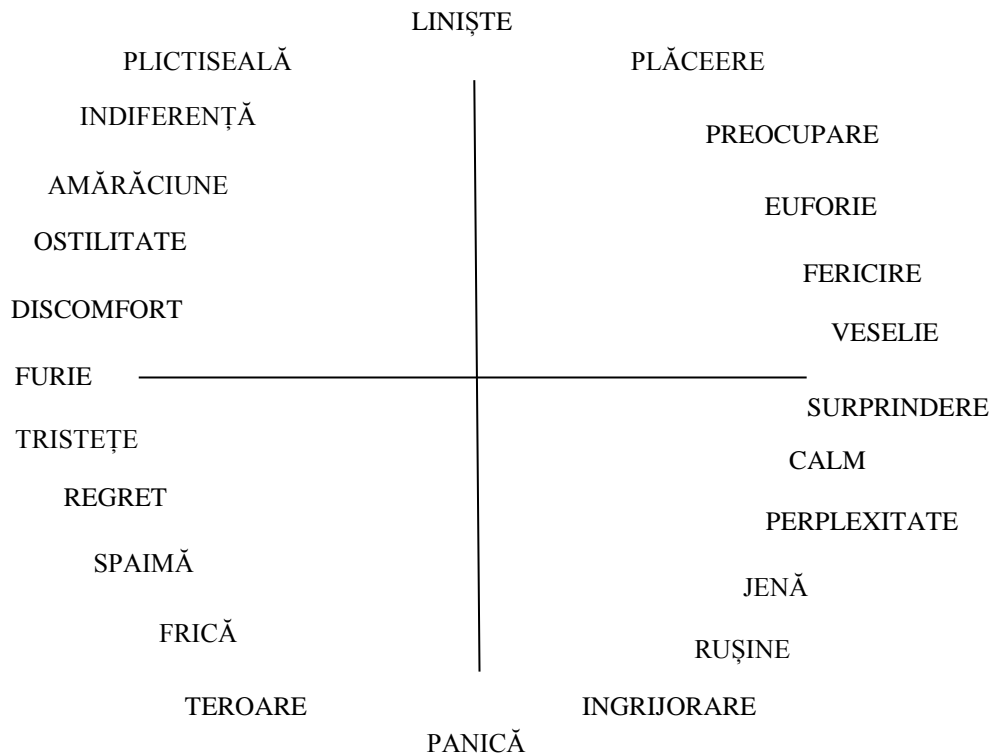 LINIȘTE
PLICTISEALĂ
PLĂCEERE
INDIFERENȚĂ
PREOCUPARE
AMĂRĂCIUNE
EUFORIE
OSTILITATE
FERICIRE
DISCOMFORT
VESELIE
FURIE
SURPRINDERE
TRISTEȚE
CALM
REGRET
PERPLEXITATE
SPAIMĂ
JENĂ
FRICĂ
RUȘINE
TEROARE
INGRIJORARE
PANICĂ